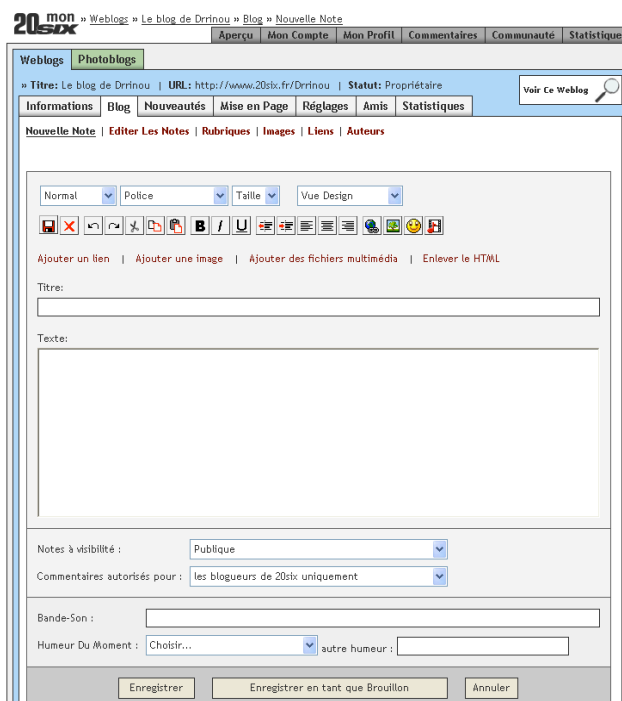 20 mon six » Weblogs » Le blog de Drrinou » Blog » Nouvelle Note
Aperçu Mon Compte Mon Profil Commentaires Communauté Statistique
Weblogs Photoblogs
» Titre: Le blog de Drrinou | URL: http://www.20six.fr/Drrinou | Statut: Propriétaire
Voir Ce Weblog
Informations Blog Nouveautés Mise en Page Réglages Amis Statistiques
Nouvelle Note | Editer Les Notes | Rubriques | Images | Liens | Auteurs
Normal Police Taille Vue Design
B I U
Ajouter un lien | Ajouter une image | Ajouter des fichiers multimédia | Enlever le HTML
Titre:
Texte:
Notes à visibilité : Publique
Commentaires autorisés pour : les blogueurs de 20six uniquement
Bande-Son :
Humeur Du Moment : Choisir... autre humeur :
Enregistrer Enregistrer en tant que Brouillon Annuler